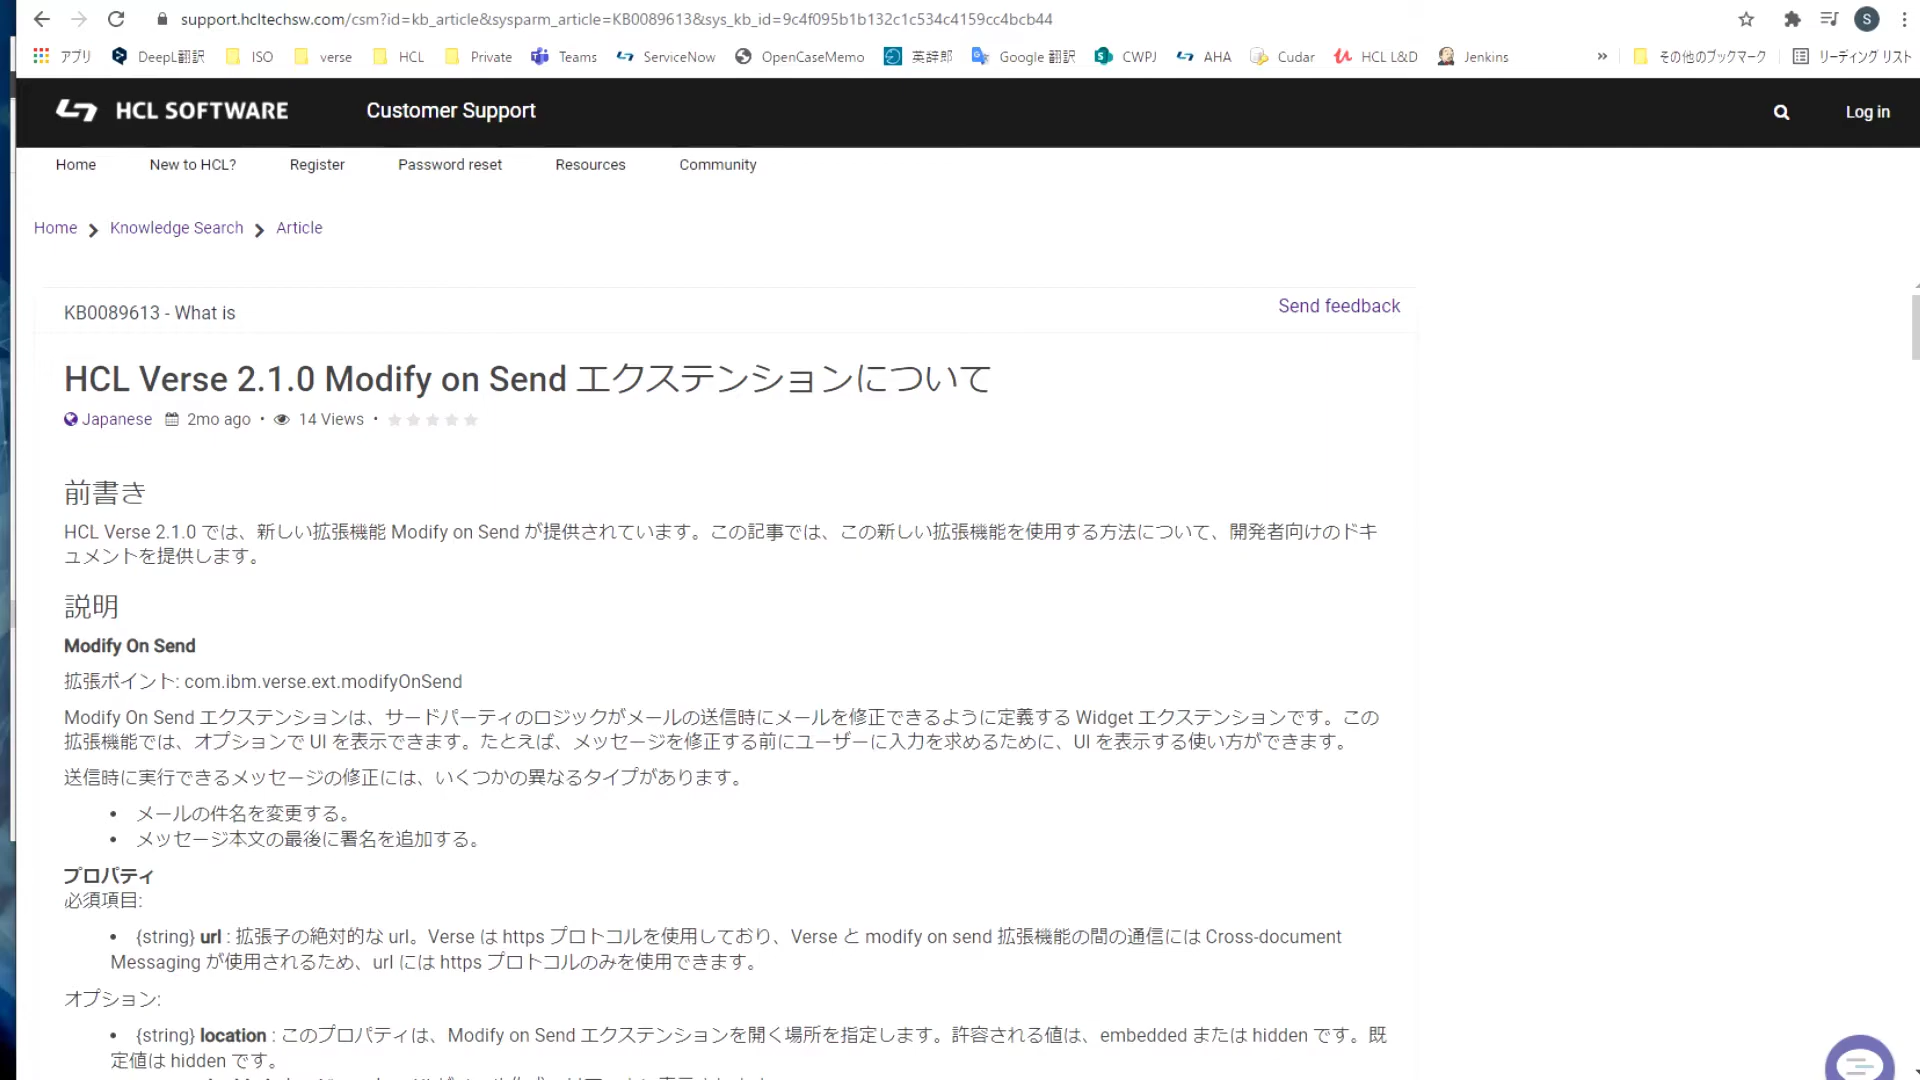 support.hcltechsw.com/csm?id=kb_article&sysparm_article=KB0089613&sys_kb_id=9c4f095b1b132c1c534c4159cc4bcb44
S
アプリ DeepL翻訳 ISO verse HCL Private Teams ServiceNow OpenCaseMemo 英辞郎 Google 翻訳 CWPJ AHA Cudar HCL L&D Jenkins » その他のブックマーク リーディング リスト
HCL SOFTWARE Customer Support Log in
Home New to HCL? Register Password reset Resources Community
Home Knowledge Search Article
KB0089613 - What is
Send feedback
HCL Verse 2.1.0 Modify on Send エクステンションについて
Japanese 2mo ago • 14 Views •
前書き
HCL Verse 2.1.0 では、新しい拡張機能 Modify on Send が提供されています。この記事では、この新しい拡張機能を使用する方法について、開発者向けのドキ
ュメントを提供します。
説明
Modify On Send
拡張ポイント: com.ibm.verse.ext.modifyOnSend
Modify On Send エクステンションは、サードパーティのロジックがメールの送信時にメールを修正できるように定義する Widget エクステンションです。この
拡張機能では、オプションで UI を表示できます。たとえば、メッセージを修正する前にユーザーに入力を求めるために、UI を表示する使い方ができます。
送信時に実行できるメッセージの修正には、いくつかの異なるタイプがあります。
• メールの件名を変更する。
• メッセージ本文の最後に署名を追加する。
プロパティ
必須項目:
• {string} url : 拡張子の絶対的な url。Verse は https プロトコルを使用しており、Verse と modify on send 拡張機能の間の通信には Cross-document
Messaging が使用されるため、url には https プロトコルのみを使用できます。
オプション:
• {string} location : このプロパティは、Modify on Send エクステンションを開く場所を指定します。許容される値は、embedded または hidden です。既
定値は hidden です。